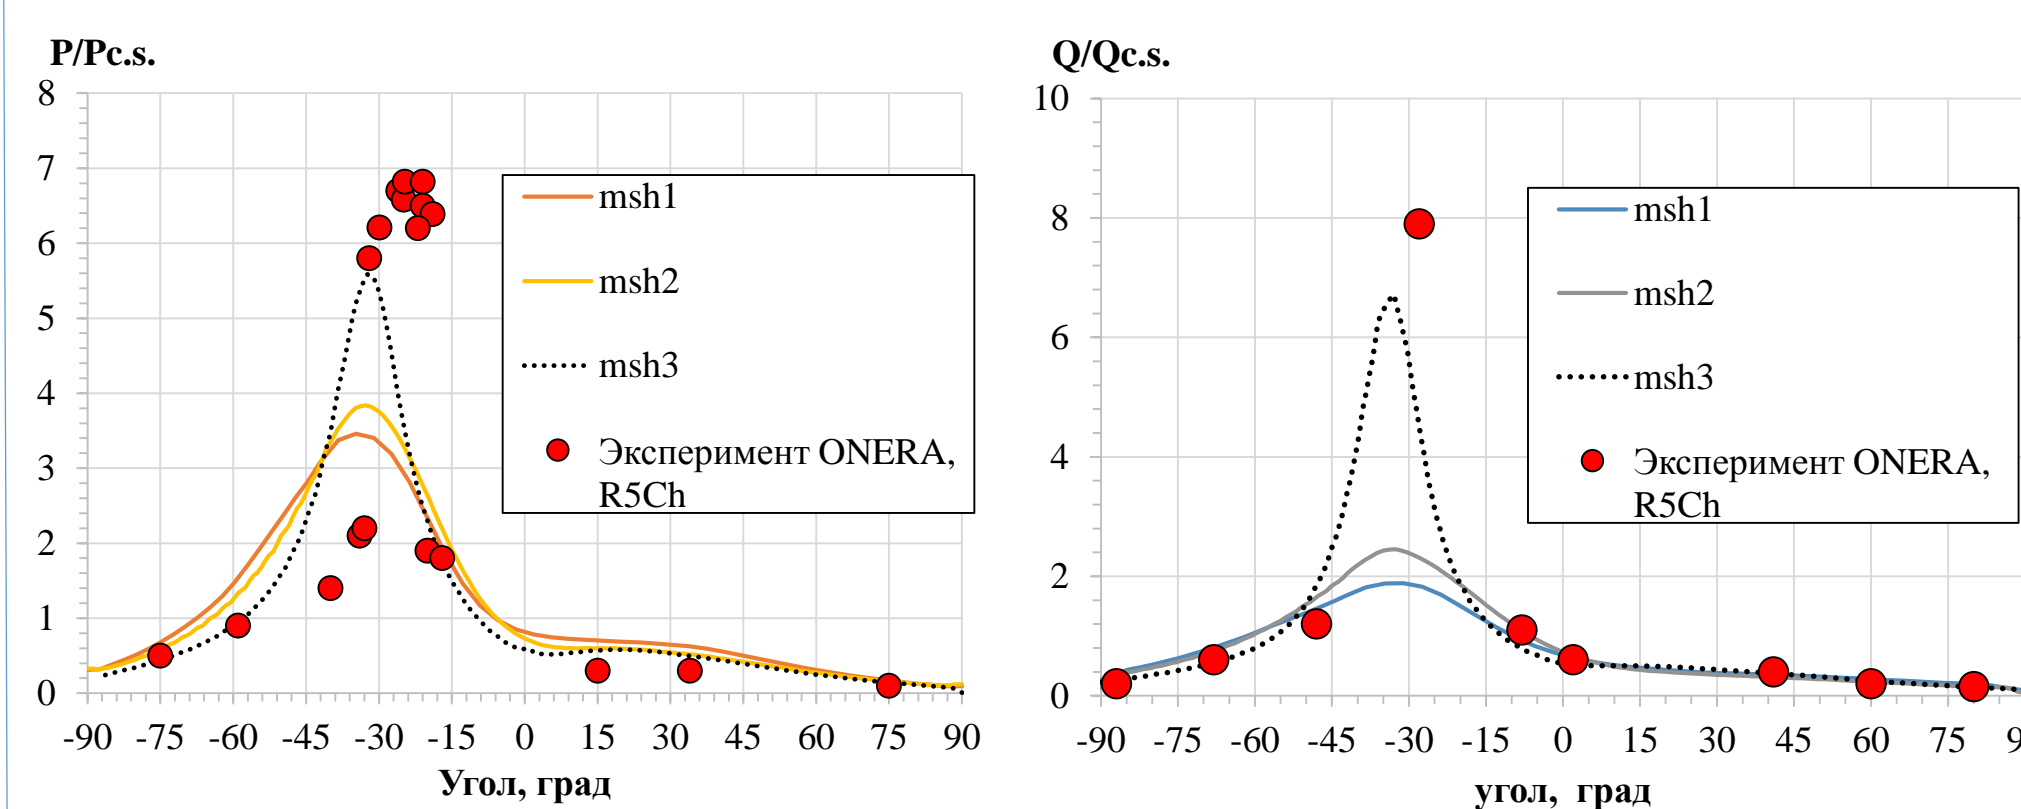 P/Pc.s.
8
7
6
5
4
3
2
1
0
-90 -75 -60 -45 -30 -15 0 15 30 45 60 75 90
Угол, град
msh1
msh2
msh3
Эксперимент ONERA,
R5Ch
Q/Qc.s.
10
8
6
4
2
0
-90 -75 -60 -45 -30 -15 0 15 30 45 60 75 9
угол, град
msh1
msh2
msh3
Эксперимент ONERA,
R5Ch